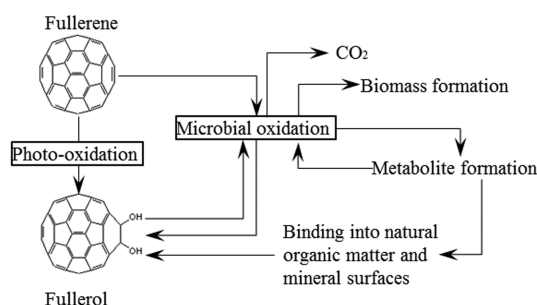 Fullerene
CO₂
Biomass formation
Microbial oxidation
Photo-oxidation
Metabolite formation
OH
OH
Binding into natural
organic matter and
mineral surfaces
Fullerol